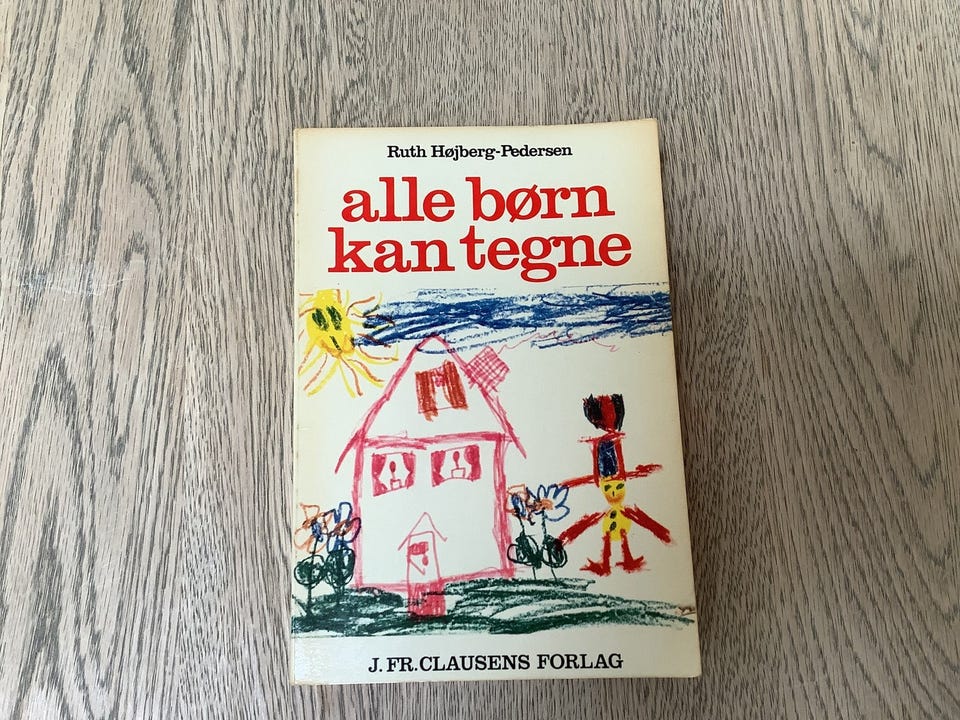 Ruth Højberg-Pedersen
alle børn
kan tegne
J. FR. CLAUSENS FORLAG